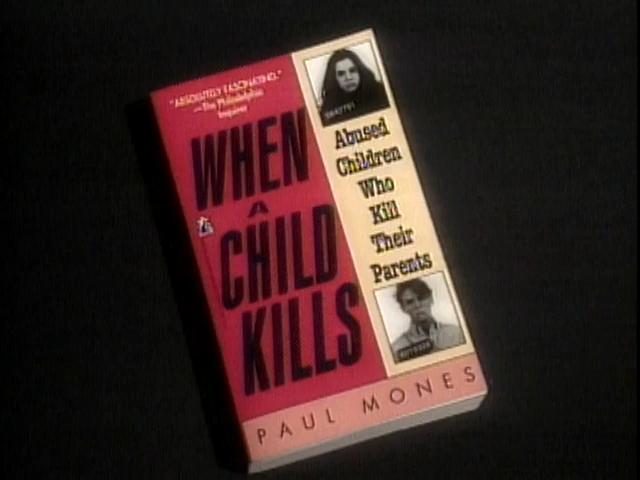 "ABSOLUTELY FASCINATING."
—The Philadelphia
Inquirer
WHEN
A
CHILD
KILLS
Abused
Children
Who
Kill
Their
Parents
PAUL MONES